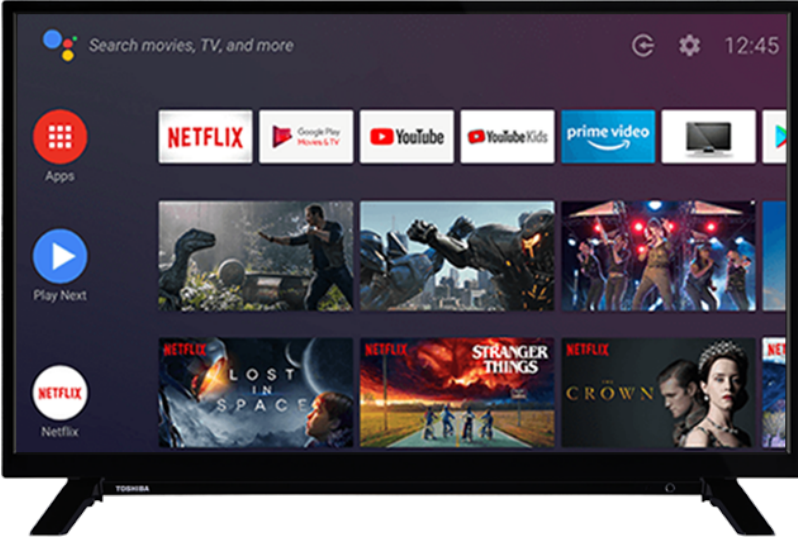 Search movies, TV, and more
12:45
Apps
NETFLIX
Google Play
Movies & TV
YouTube
YouTube Kids
prime video
Play Next
NETFLIX
Netflix
NETFLIX
LOST
IN
SPACE
NETFLIX
STRANGER
THINGS
NETFLIX
THE
CROWN
NET
TOSHIBA